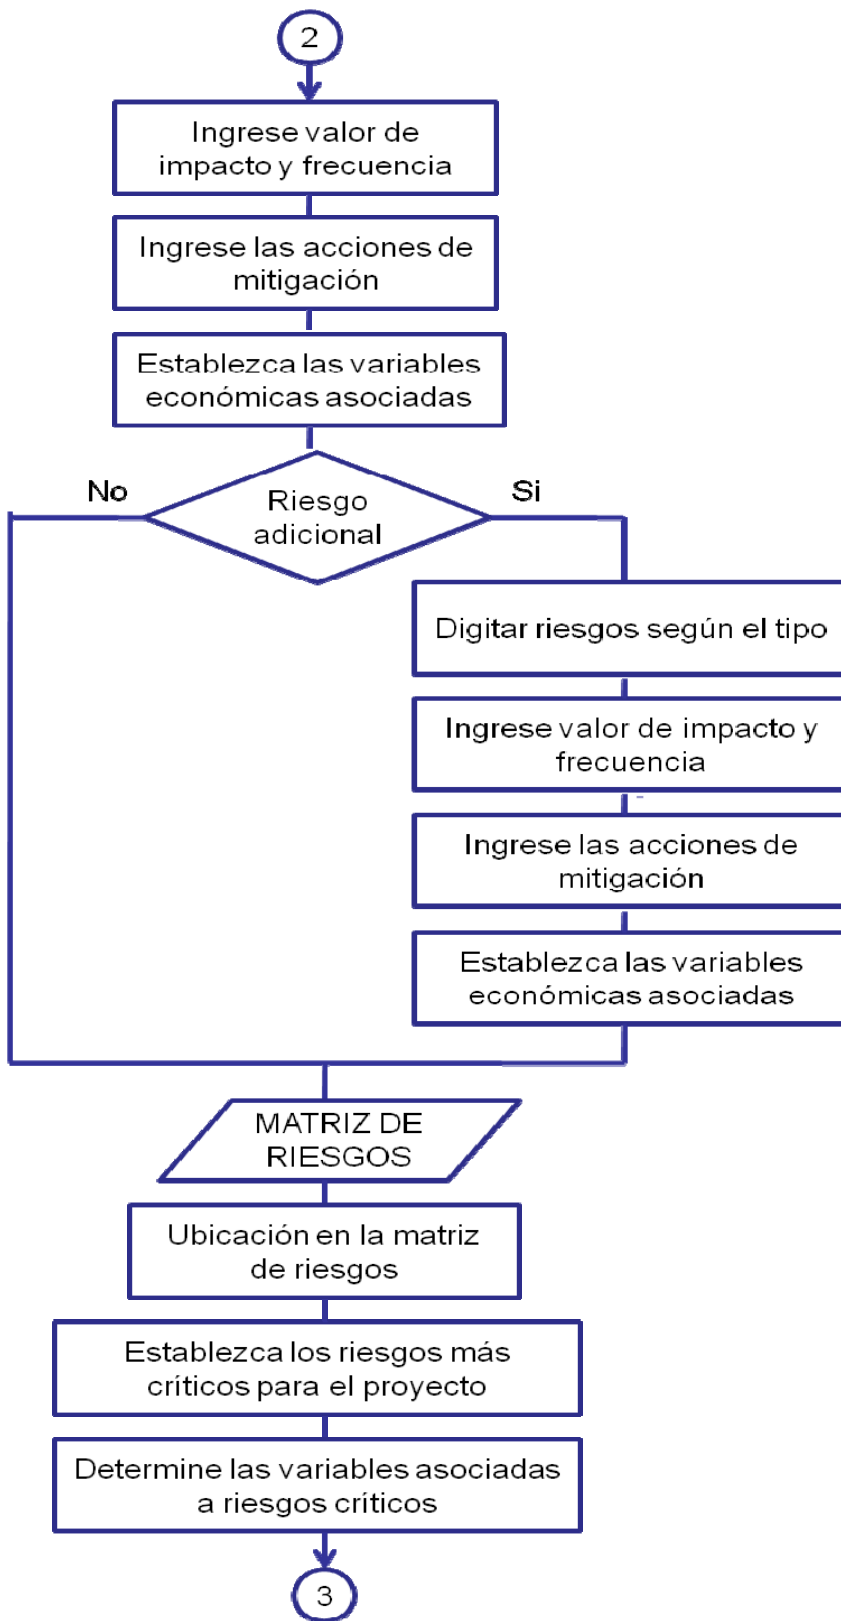 2
Ingrese valor de
impacto y frecuencia
Ingrese las acciones de
mitigación
Establezca las variables
económicas asociadas
No
Riesgo
adicional
Si
Digitar riesgos según el tipo
Ingrese valor de impacto y
frecuencia
Ingrese las acciones de
mitigación
Establezca las variables
económicas asociadas
MATRIZ DE
RIESGOS
Ubicación en la matriz
de riesgos
Establezca los riesgos más
críticos para el proyecto
Determine las variables asociadas
a riesgos críticos
3